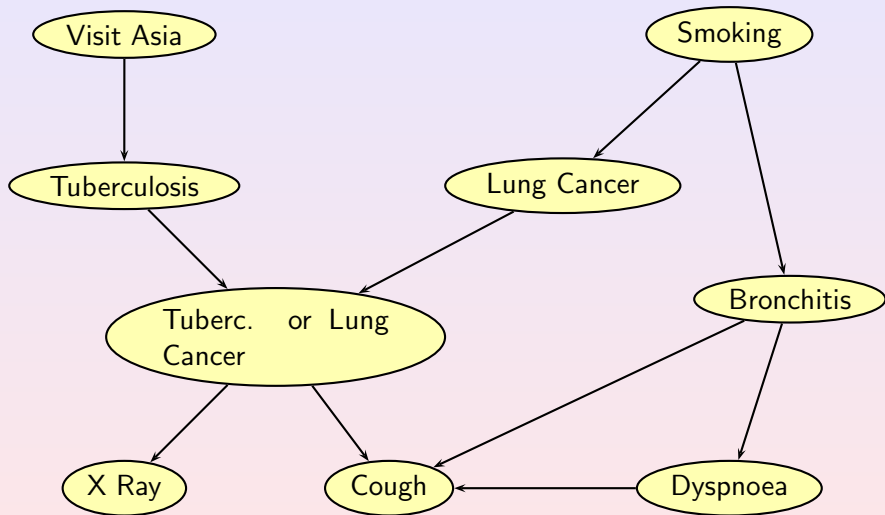 Visit Asia
Smoking
Tuberculosis
Lung Cancer
Bronchitis
Tuberc. or Lung
Cancer
X Ray
Cough
Dyspnoea